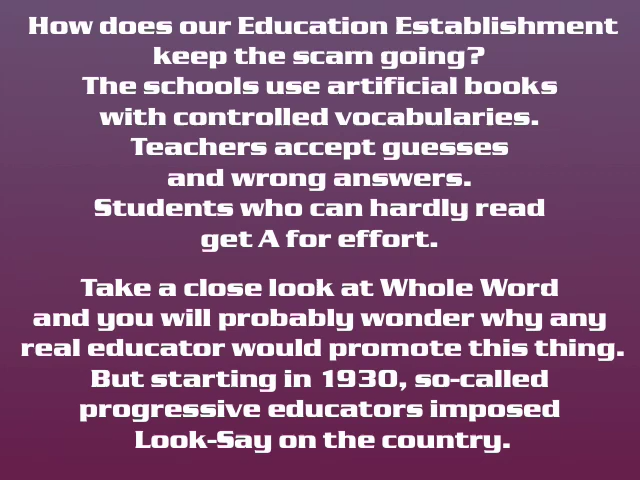 How does our Education Establishment
keep the scam going?
The schools use artificial books
with controlled vocabularies.
Teachers accept guesses
and wrong answers.
Students who can hardly read
get A for effort.
Take a close look at Whole Word
and you will probably wonder why any
real educator would promote this thing.
But starting in 1930, so-called
progressive educators imposed
Look-Say on the country.